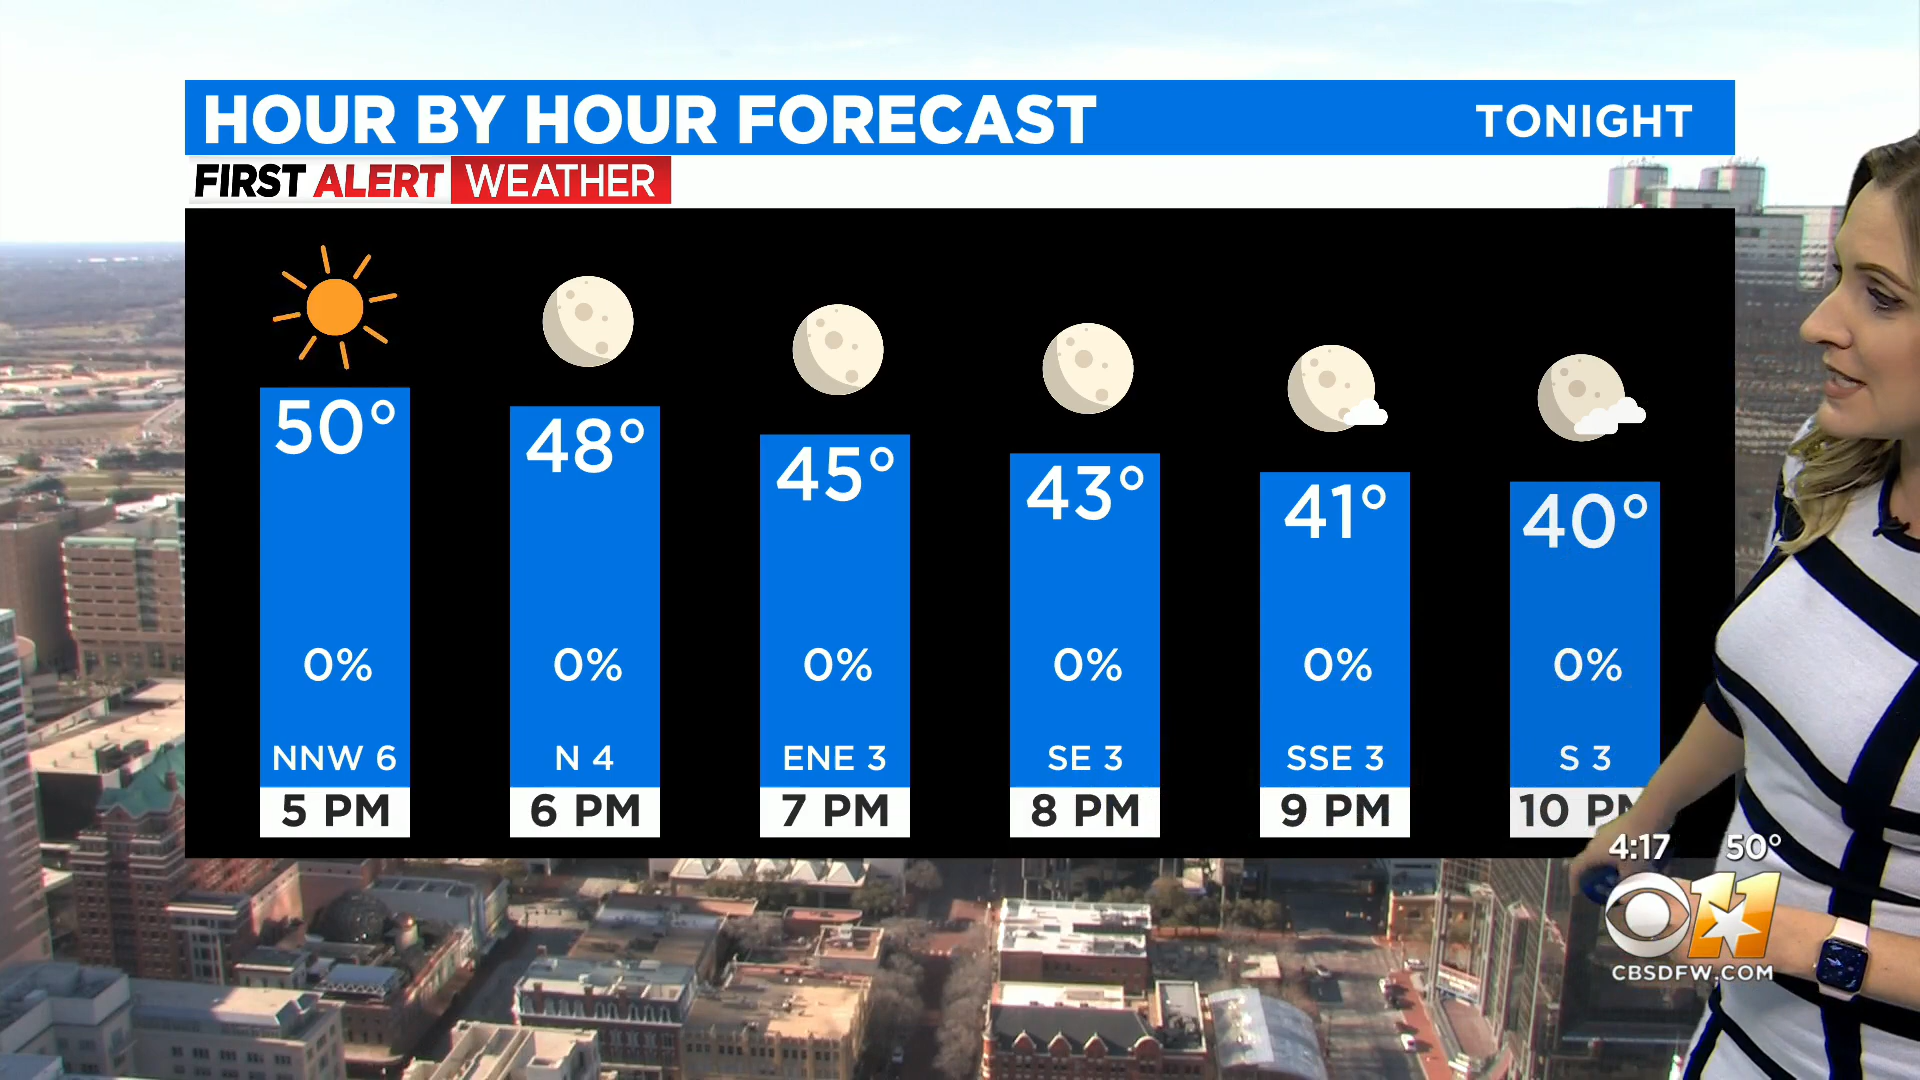 HOUR BY HOUR FORECAST
TONIGHT
FIRST ALERT WEATHER
50° 48° 45° 43° 41° 40°
0% 0% 0% 0% 0% 0%
NNW 6 N 4 ENE 3 SE 3 SSE 3 S 3
5 PM 6 PM 7 PM 8 PM 9 PM 10 PM
4:17 50°
11
CBSDFW.COM